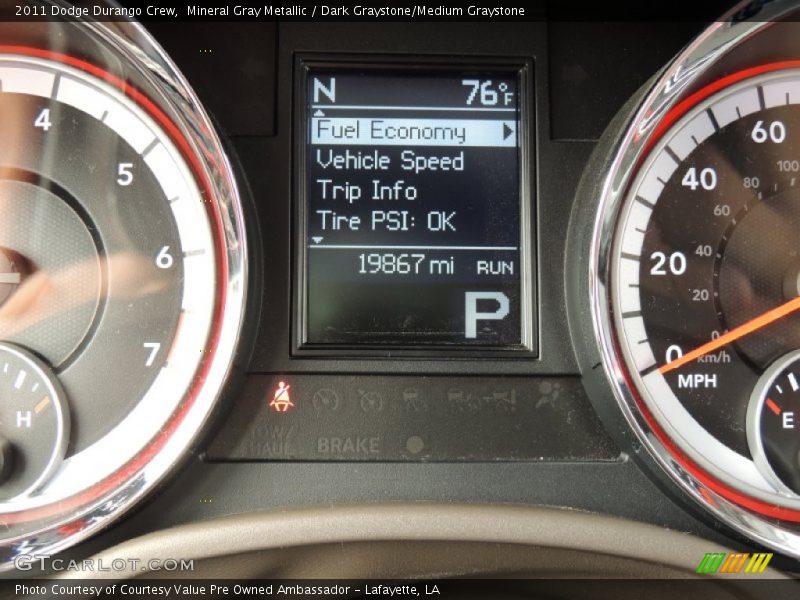 2011 Dodge Durango Crew,  Mineral Gray Metallic / Dark Graystone/Medium Graystone
N 76°F
Fuel Economy
Vehicle Speed
Trip Info
Tire PSI: OK
19867 mi RUN
P
4
5
6
7
H
60
40
20
0
100
80
60
40
20
0
km/h
MPH
E
BRAKE
GTCARLOT.COM
Photo Courtesy of Courtesy Value Pre Owned Ambassador - Lafayette, LA